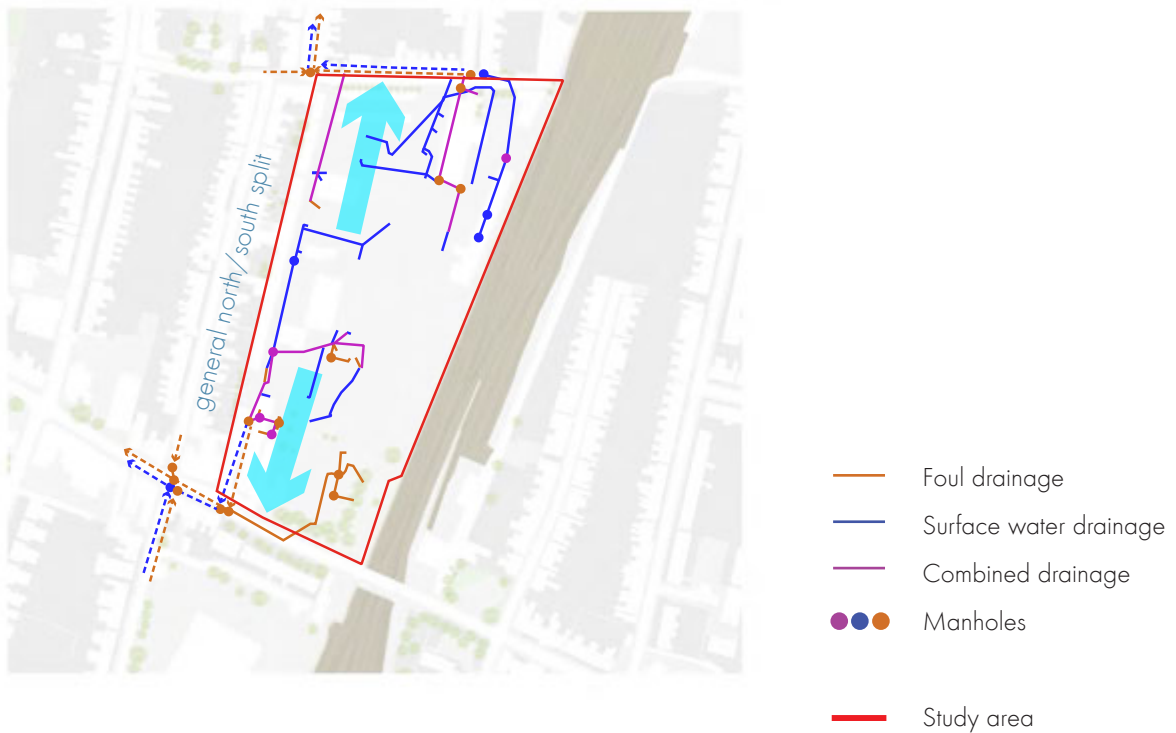 general north/south split
Foul drainage
Surface water drainage
Combined drainage
Manholes
Study area